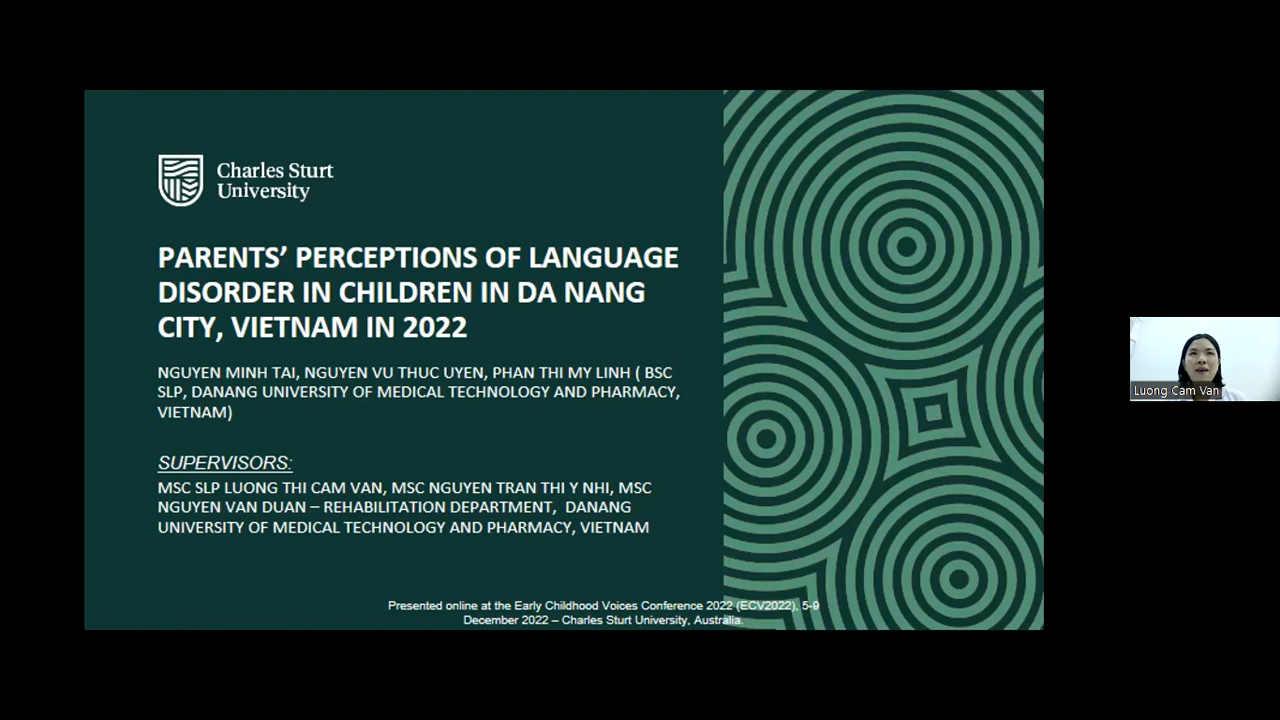 Charles Sturt
University
PARENTS’ PERCEPTIONS OF LANGUAGE
DISORDER IN CHILDREN IN DA NANG
CITY, VIETNAM IN 2022
NGUYEN MINH TAI, NGUYEN VU THUC UYEN, PHAN THI MY LINH ( BSC
SLP, DANANG UNIVERSITY OF MEDICAL TECHNOLOGY AND PHARMACY,
VIETNAM)
SUPERVISORS:
MSC SLP LUONG THI CAM VAN, MSC NGUYEN TRAN THI Y NHI, MSC
NGUYEN VAN DUAN – REHABILITATION DEPARTMENT, DANANG
UNIVERSITY OF MEDICAL TECHNOLOGY AND PHARMACY, VIETNAM
Presented online at the Early Childhood Voices Conference 2022 (ECV2022), 5-9
December 2022 – Charles Sturt University, Australia.
Luong Cam Van